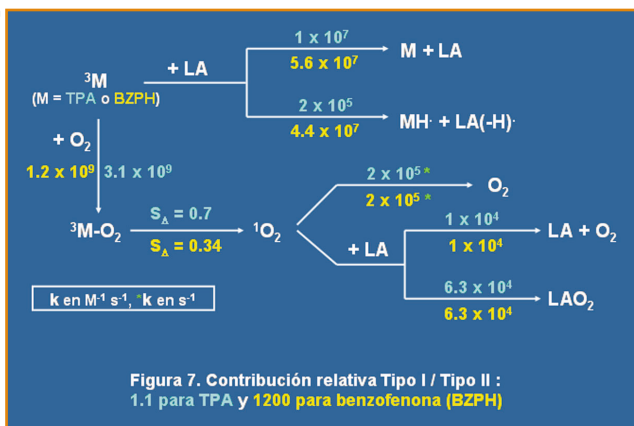 1 x 10⁷
+ LA
M + LA
5.6 x 10⁷
³M
(M = TPA o BZPH)
2 x 10⁵
MH· + LA(-H)·
4.4 x 10⁷
+ O₂
1.2 x 10⁹ 3.1 x 10⁹
2 x 10⁵ *
O₂
2 x 10⁵ *
³M-O₂
S_Δ = 0.7
S_Δ = 0.34
¹O₂
1 x 10⁴
+ LA
LA + O₂
1 x 10⁴
6.3 x 10⁴
LAO₂
6.3 x 10⁴
k en M⁻¹ s⁻¹, *k en s⁻¹
Figura 7. Contribución relativa Tipo I / Tipo II :
1.1 para TPA y 1200 para benzofenona (BZPH)